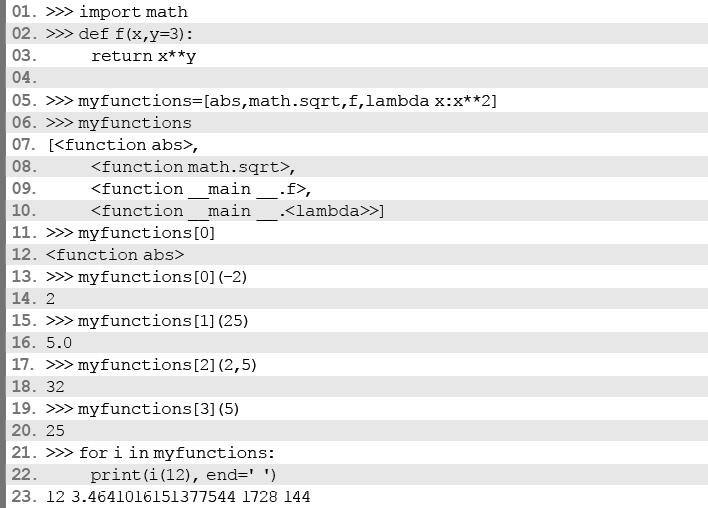 01. >>> import math
02. >>> def f(x,y=3):
03.     return x**y
04.
05. >>> myfunctions=[abs,math.sqrt,f,lambda x:x**2]
06. >>> myfunctions
07. [<function abs>,
08.     <function math.sqrt>,
09.     <function __main __.f>,
10.     <function __main __.<lambda>>]
11. >>> myfunctions[0]
12. <function abs>
13. >>> myfunctions[0](-2)
14. 2
15. >>> myfunctions[1](25)
16. 5.0
17. >>> myfunctions[2](2,5)
18. 32
19. >>> myfunctions[3](5)
20. 25
21. >>> for i in myfunctions:
22.     print(i(12), end=' ')
23. 12 3.4641016151377544 1728 144